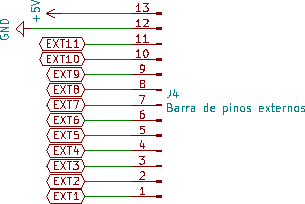 +5V 13
GND 12
EXT11 11
EXT10 10
EXT9 9
EXT8 8
EXT7 7
EXT6 6
EXT5 5
EXT4 4
EXT3 3
EXT2 2
EXT1 1
J4
Barra de pinos externos